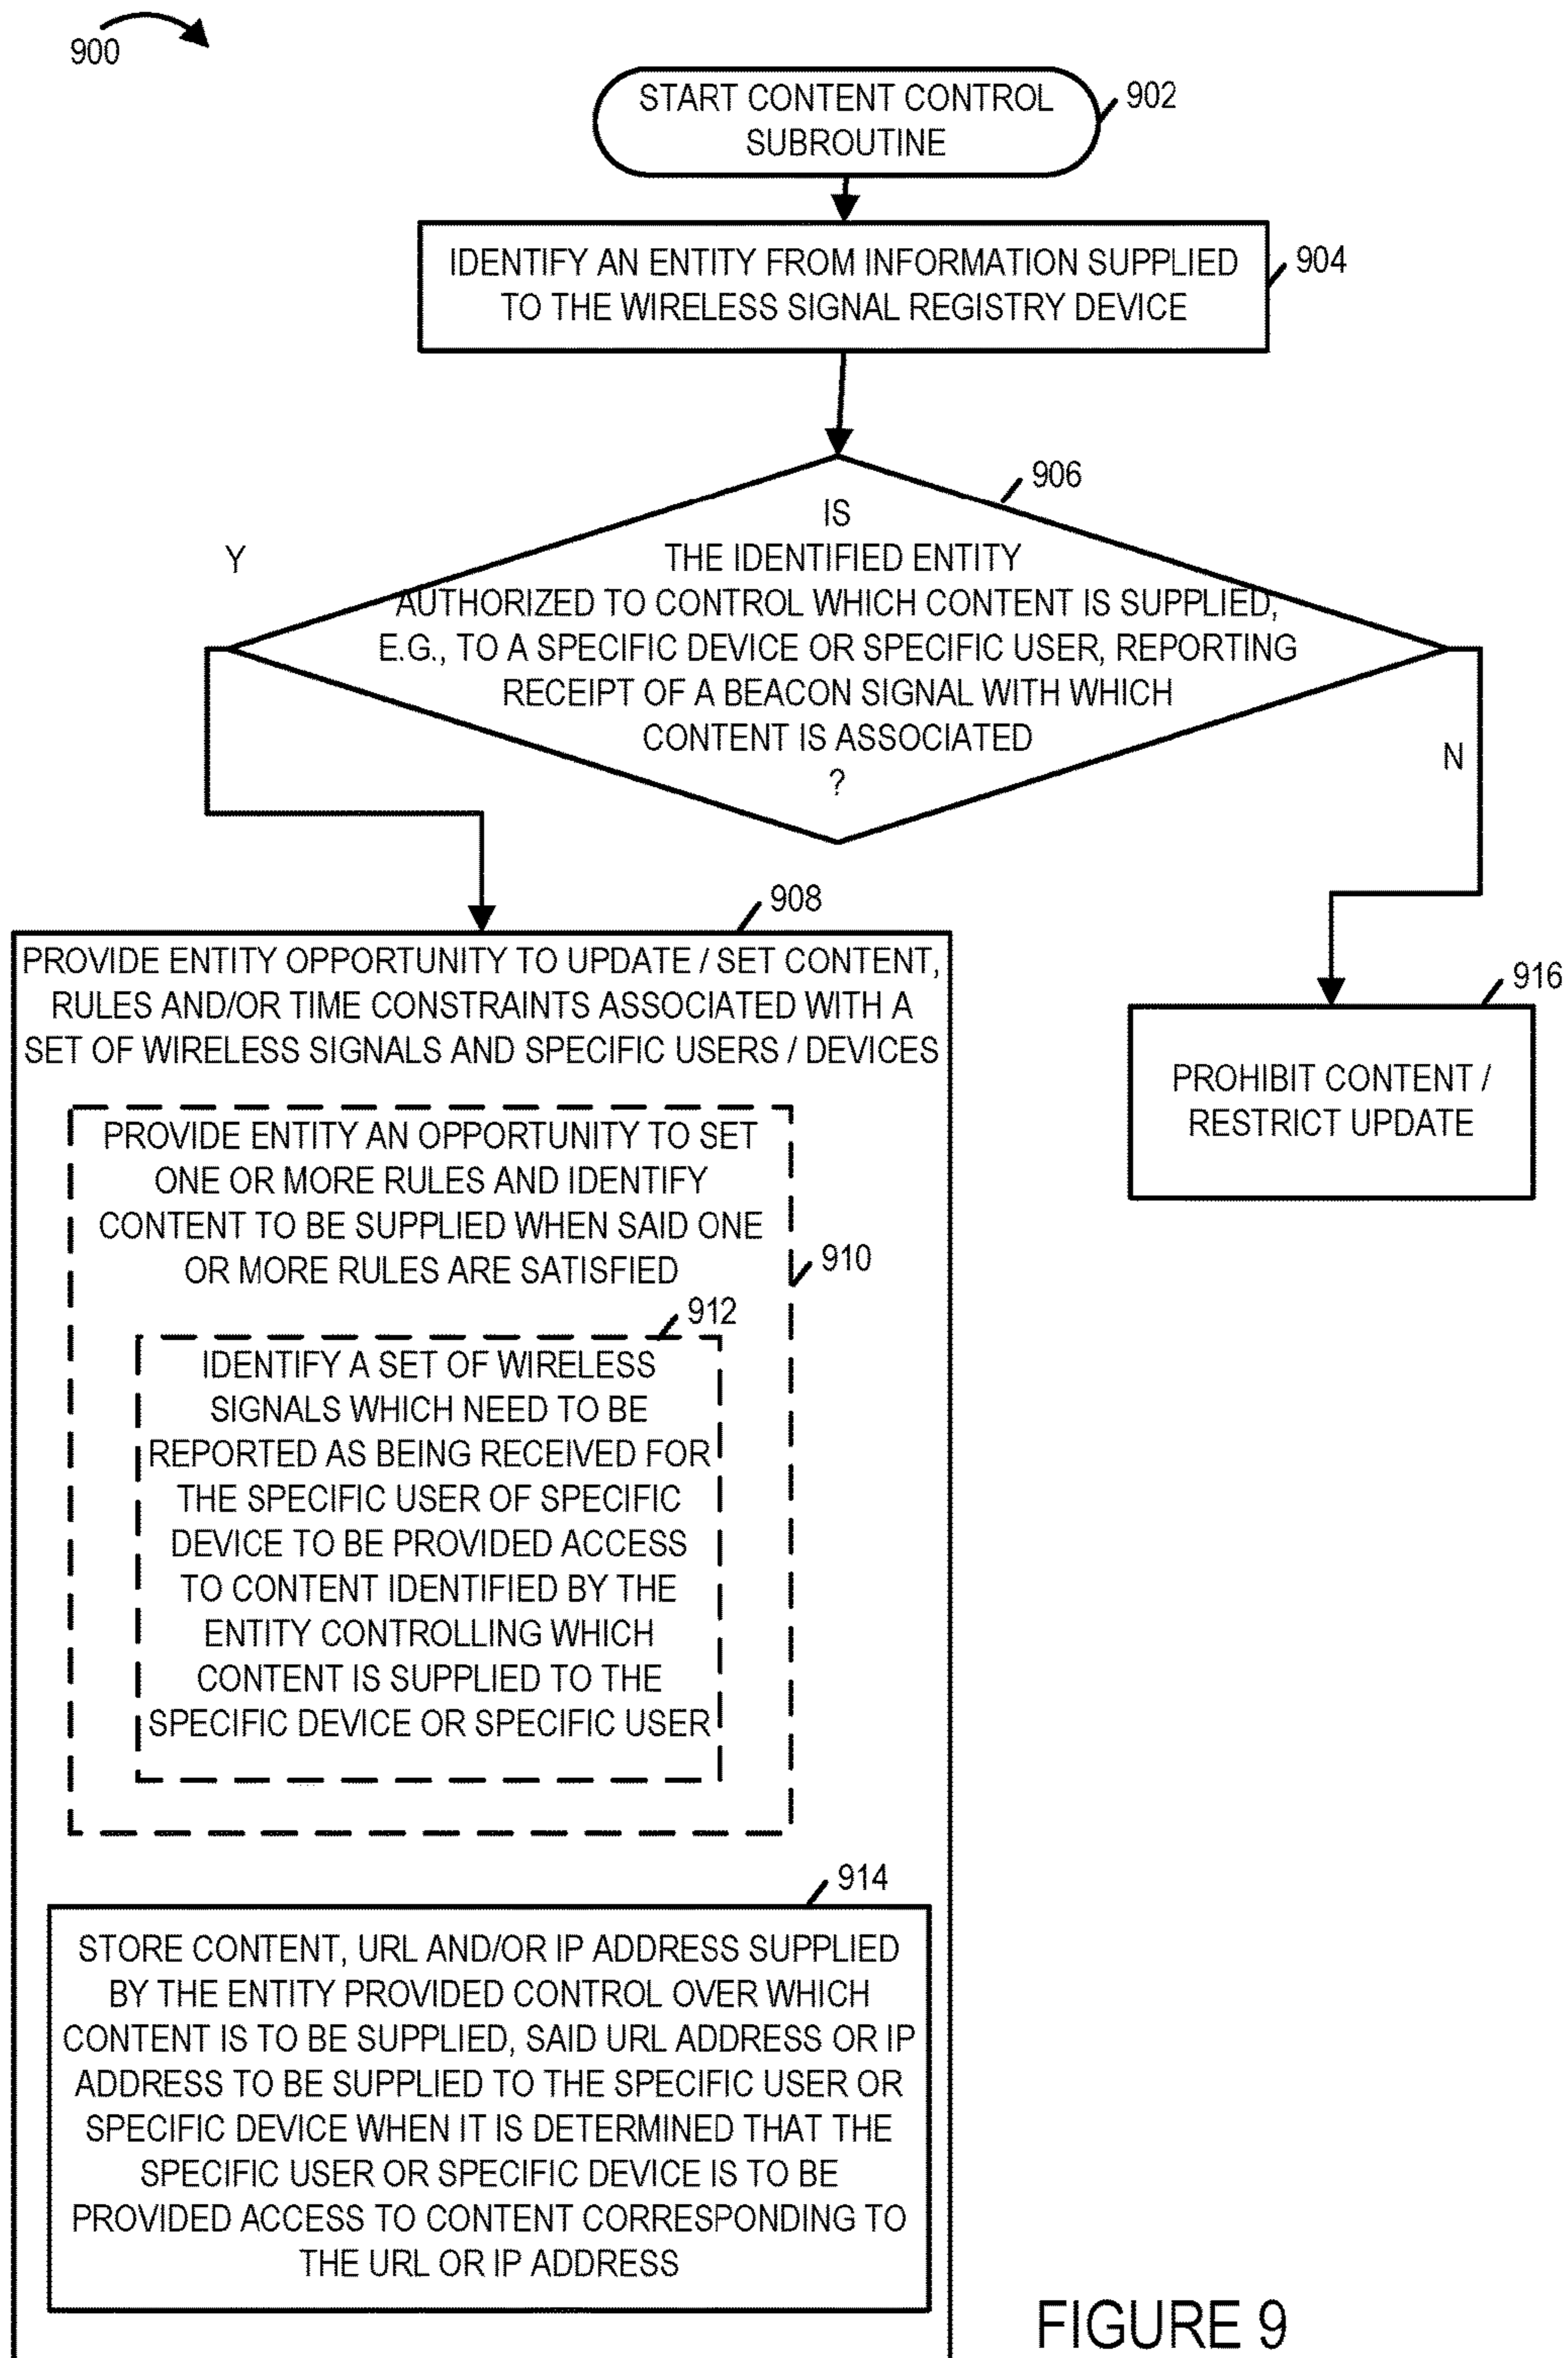 900
START CONTENT CONTROL
SUBROUTINE
902
IDENTIFY AN ENTITY FROM INFORMATION SUPPLIED
TO THE WIRELESS SIGNAL REGISTRY DEVICE
904
906
IS
THE IDENTIFIED ENTITY
AUTHORIZED TO CONTROL WHICH CONTENT IS SUPPLIED,
E.G., TO A SPECIFIC DEVICE OR SPECIFIC USER, REPORTING
RECEIPT OF A BEACON SIGNAL WITH WHICH
CONTENT IS ASSOCIATED
?
Y
N
908
PROVIDE ENTITY OPPORTUNITY TO UPDATE / SET CONTENT,
RULES AND/OR TIME CONSTRAINTS ASSOCIATED WITH A
SET OF WIRELESS SIGNALS AND SPECIFIC USERS / DEVICES
PROVIDE ENTITY AN OPPORTUNITY TO SET
ONE OR MORE RULES AND IDENTIFY
CONTENT TO BE SUPPLIED WHEN SAID ONE
OR MORE RULES ARE SATISFIED
910
912
IDENTIFY A SET OF WIRELESS
SIGNALS WHICH NEED TO BE
REPORTED AS BEING RECEIVED FOR
THE SPECIFIC USER OF SPECIFIC
DEVICE TO BE PROVIDED ACCESS
TO CONTENT IDENTIFIED BY THE
ENTITY CONTROLLING WHICH
CONTENT IS SUPPLIED TO THE
SPECIFIC DEVICE OR SPECIFIC USER
914
STORE CONTENT, URL AND/OR IP ADDRESS SUPPLIED
BY THE ENTITY PROVIDED CONTROL OVER WHICH
CONTENT IS TO BE SUPPLIED, SAID URL ADDRESS OR IP
ADDRESS TO BE SUPPLIED TO THE SPECIFIC USER OR
SPECIFIC DEVICE WHEN IT IS DETERMINED THAT THE
SPECIFIC USER OR SPECIFIC DEVICE IS TO BE
PROVIDED ACCESS TO CONTENT CORRESPONDING TO
THE URL OR IP ADDRESS
916
PROHIBIT CONTENT /
RESTRICT UPDATE
FIGURE 9